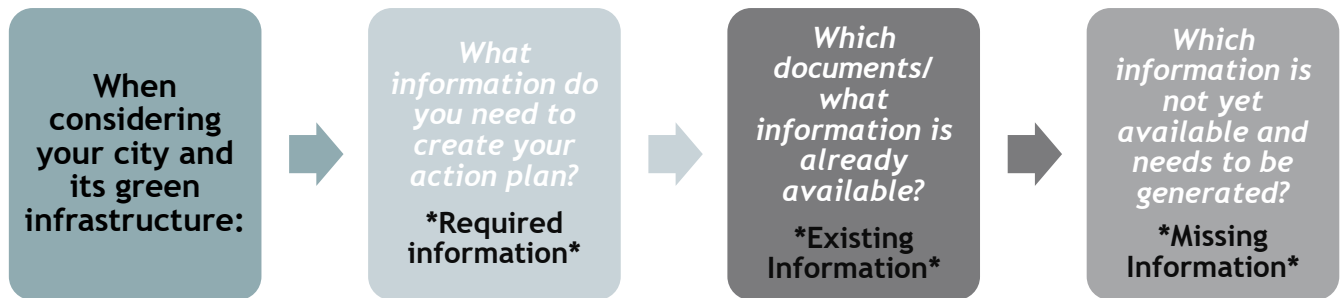 When
considering
your city and
its green
infrastructure:
What
information do
you need to
create your
action plan?
*Required
information*
Which
documents/
what
information is
already
available?
*Existing
Information*
Which
information is
not yet
available and
needs to be
generated?
*Missing
Information*